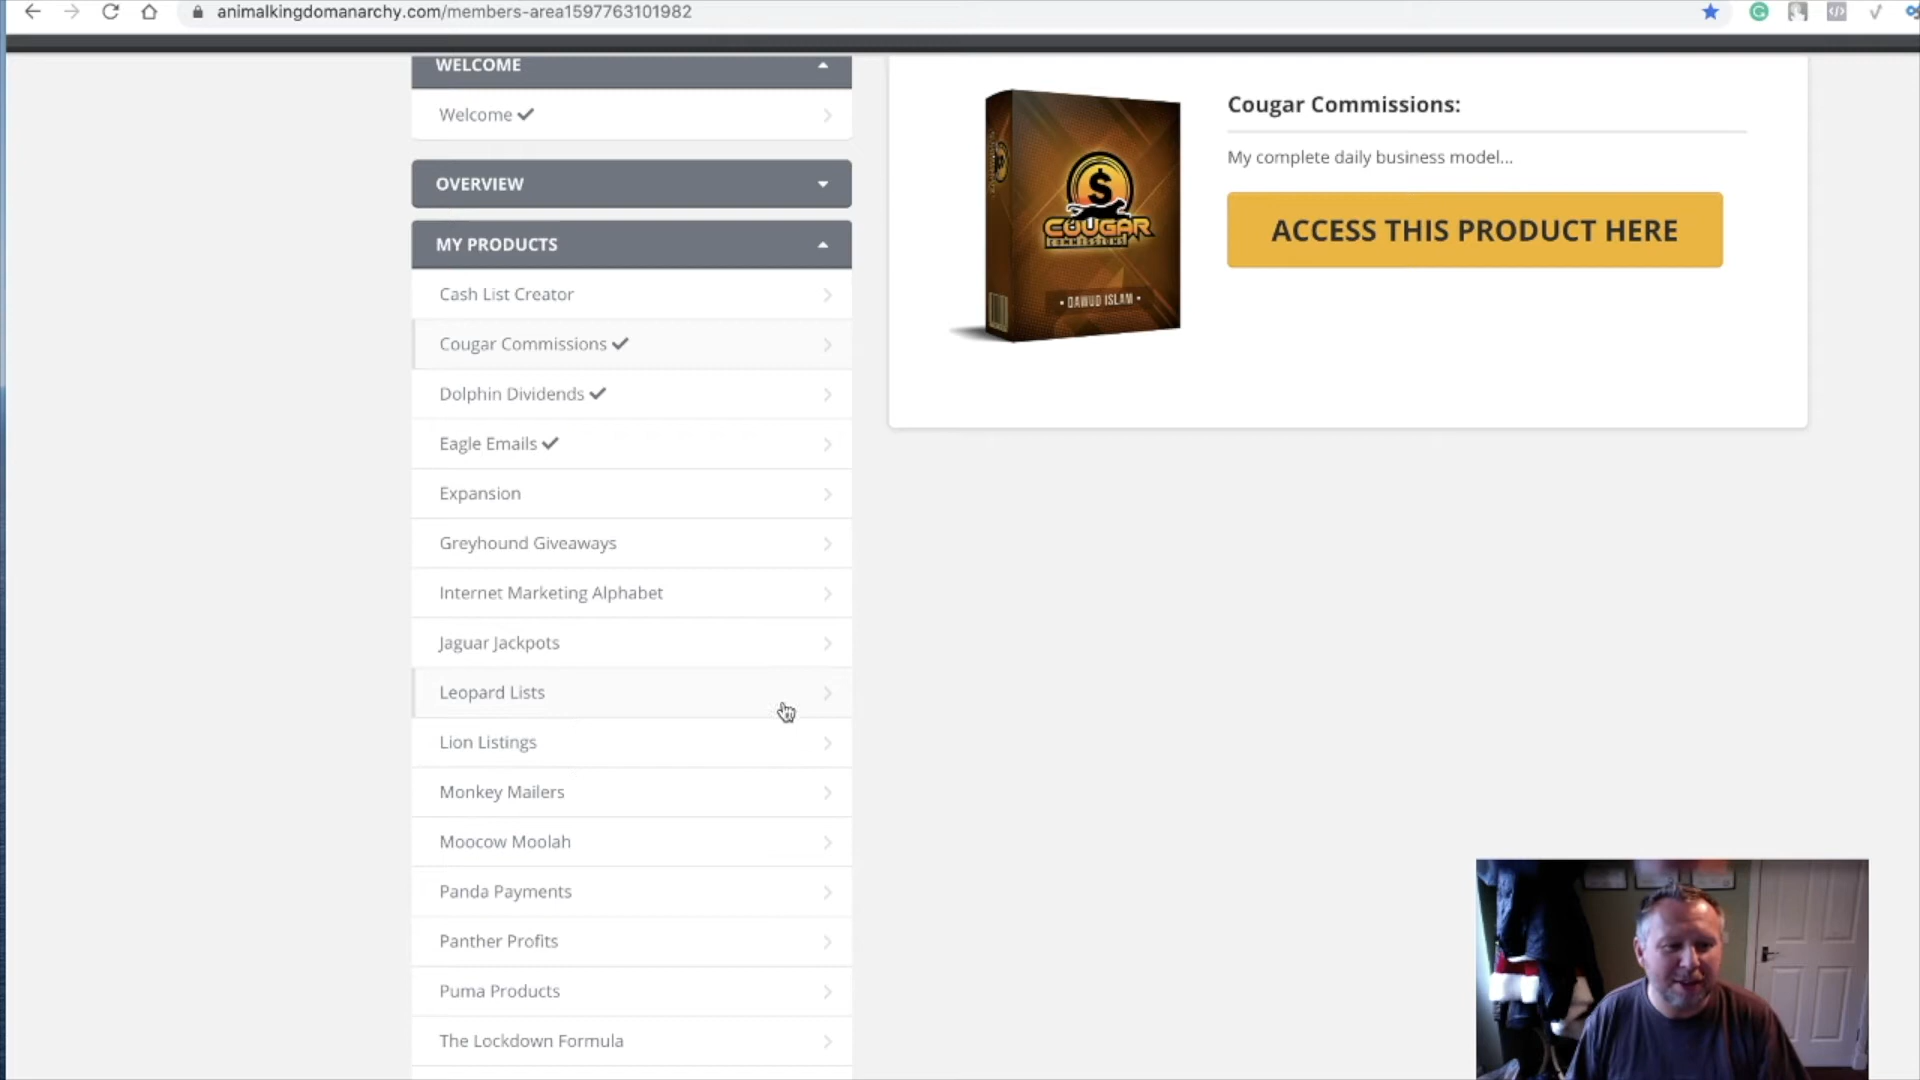 animalkingdomanarchy.com/members-area1597763101982
WELCOME
Welcome
OVERVIEW
MY PRODUCTS
Cash List Creator
Cougar Commissions
Dolphin Dividends
Eagle Emails
Expansion
Greyhound Giveaways
Internet Marketing Alphabet
Jaguar Jackpots
Leopard Lists
Lion Listings
Monkey Mailers
Moocow Moolah
Panda Payments
Panther Profits
Puma Products
The Lockdown Formula
$
COUGAR
COMMISSIONS
• DAWUD ISLAM •
Cougar Commissions:
My complete daily business model...
ACCESS THIS PRODUCT HERE